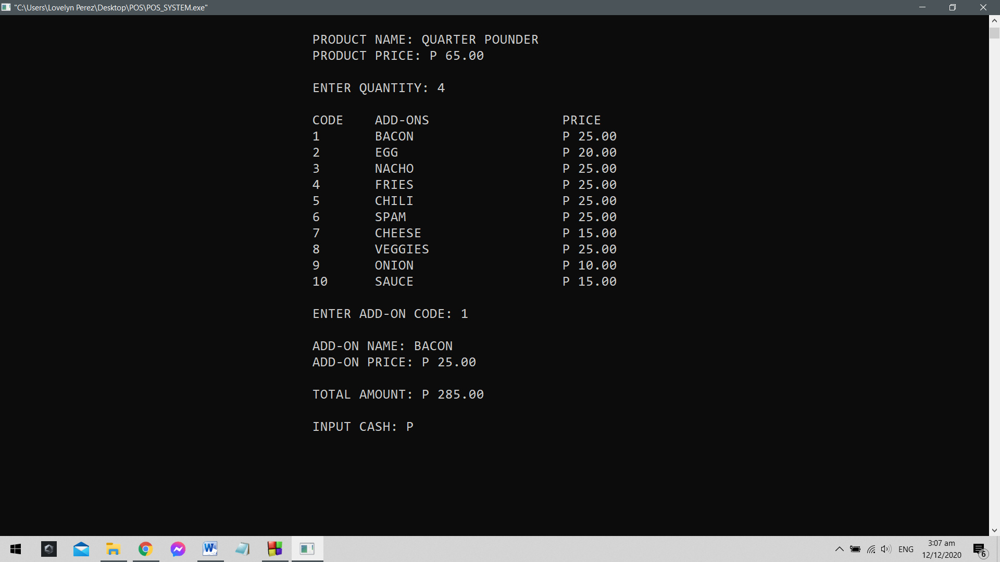 "C:\Users\Lovelyn Perez\Desktop\POS\POS_SYSTEM.exe"
PRODUCT NAME: QUARTER POUNDER
PRODUCT PRICE: P 65.00
ENTER QUANTITY: 4
CODE ADD-ONS PRICE
1 BACON P 25.00
2 EGG P 20.00
3 NACHO P 25.00
4 FRIES P 25.00
5 CHILI P 25.00
6 SPAM P 25.00
7 CHEESE P 15.00
8 VEGGIES P 25.00
9 ONION P 10.00
10 SAUCE P 15.00
ENTER ADD-ON CODE: 1
ADD-ON NAME: BACON
ADD-ON PRICE: P 25.00
TOTAL AMOUNT: P 285.00
INPUT CASH: P
W
ENG
3:07 am
12/12/2020
6